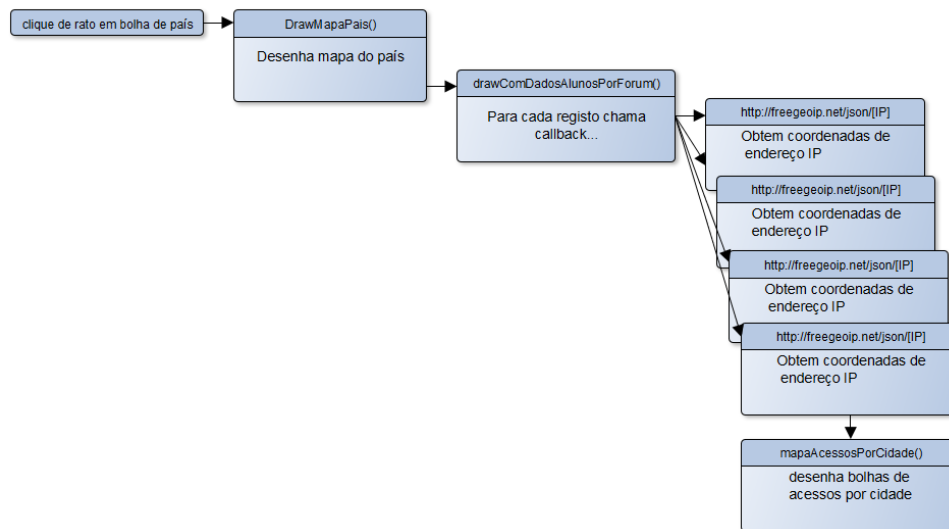 clique de rato em bolha de país
DrawMapaPais()
Desenha mapa do país
drawComDadosAlunosPorForum()
Para cada registo chama
callback...
http://freegeoip.net/json/[IP]
Obtem coordenadas de
endereço IP
http://freegeoip.net/json/[IP]
Obtem coordenadas de
endereço IP
http://freegeoip.net/json/[IP]
Obtem coordenadas de
endereço IP
http://freegeoip.net/json/[IP]
Obtem coordenadas de
endereço IP
mapaAcessosPorCidade()
desenha bolhas de
acessos por cidade